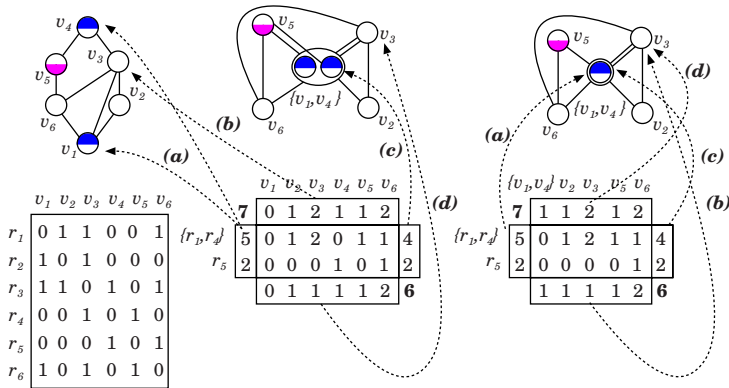 v4
v3
v5
v2
v6
v1
(a)
(b)
v5
v3
{v1,v4}
v6
v2
(c)
(d)
v5
v3
(d)
{v1,v4}
v6
v2
(a)
(c)
(b)
v1 v2 v3 v4 v5 v6
r1 0 1 1 0 0 1
r2 1 0 1 0 0 0
r3 1 1 0 1 0 1
r4 0 0 1 0 1 0
r5 0 0 0 1 0 1
r6 1 0 1 0 1 0
v1 v2 v3 v4 v5 v6
7 0 1 2 1 1 2
{r1,r4} 5 0 1 2 0 1 1 4
r5 2 0 0 0 1 0 1 2
0 1 1 1 1 2 6
{v1,v4} v2 v3 v5 v6
7 1 1 2 1 2
{r1,r4} 5 0 1 2 1 1 4
r5 2 0 0 0 0 1 2
1 1 1 1 2 6